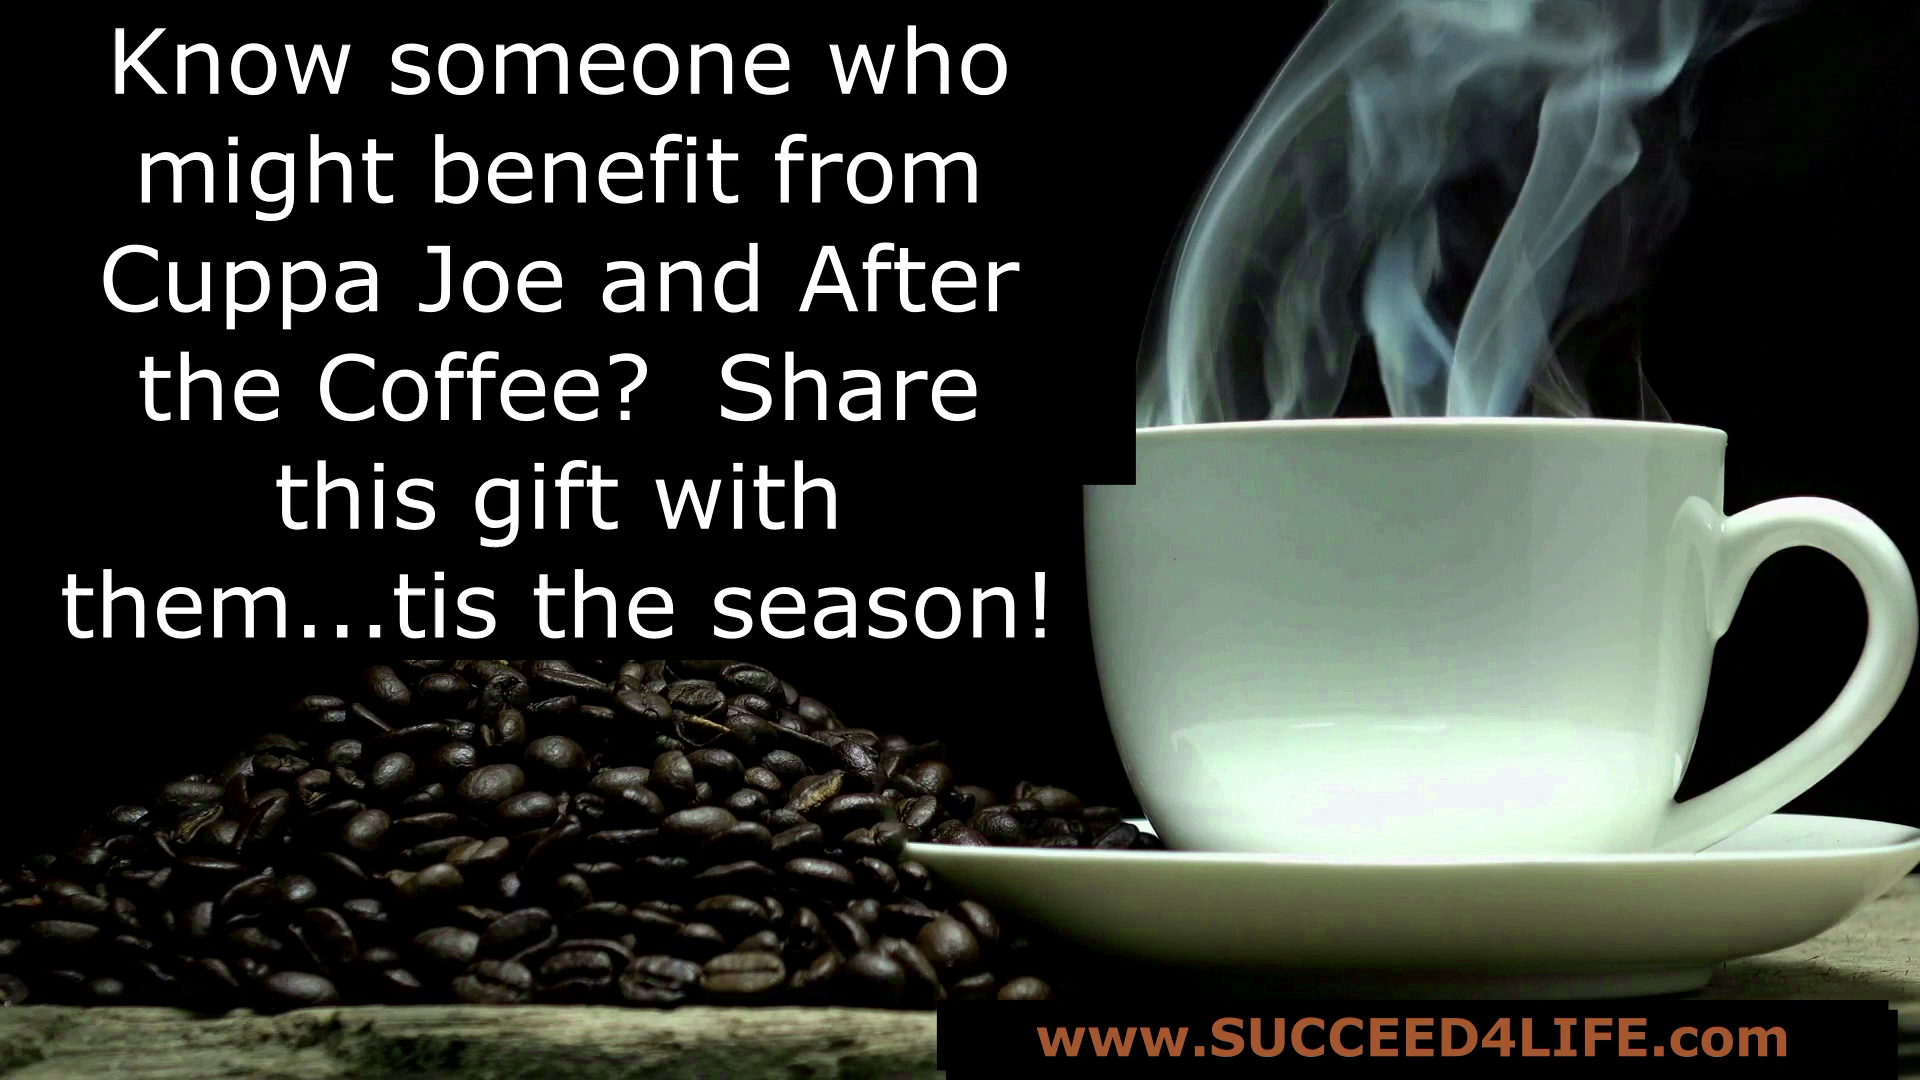 Know someone who
might benefit from
Cuppa Joe and After
the Coffee?  Share
this gift with
them...tis the season!
www.SUCCEED4LIFE.com